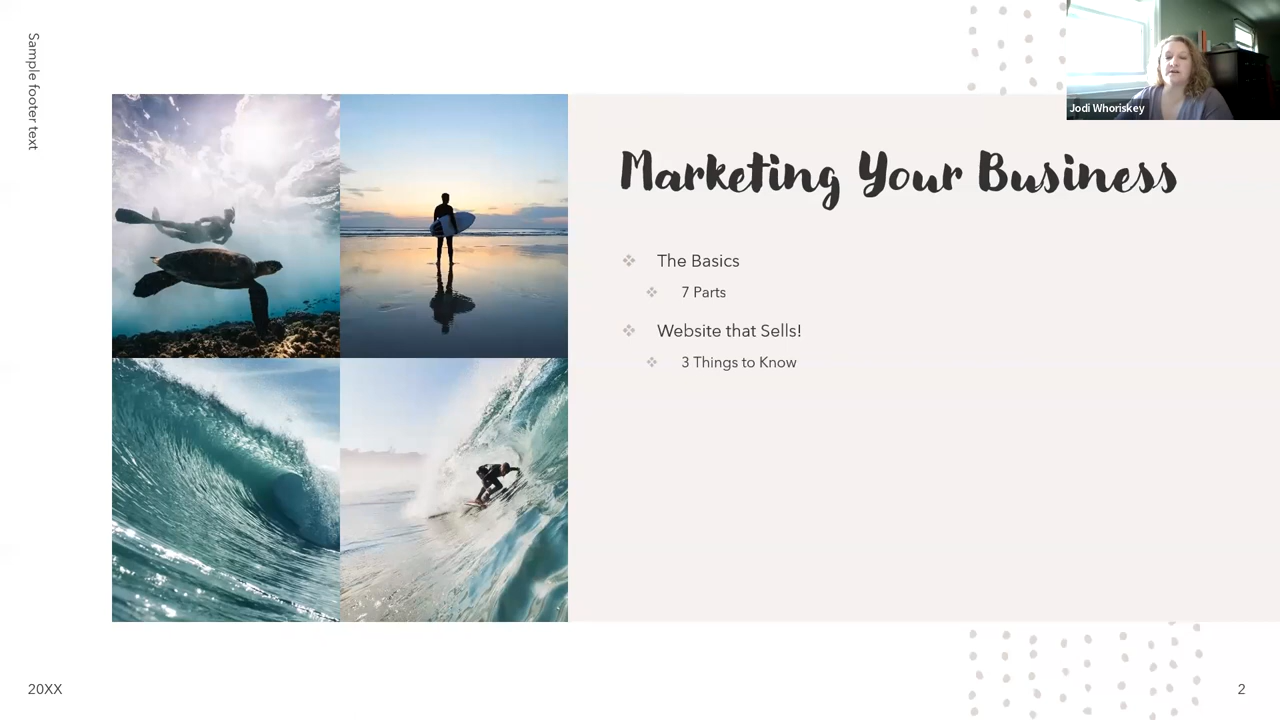 Sample footer text
Jodi Whoriskey
Marketing Your Business
The Basics
7 Parts
Website that Sells!
3 Things to Know
20XX
2